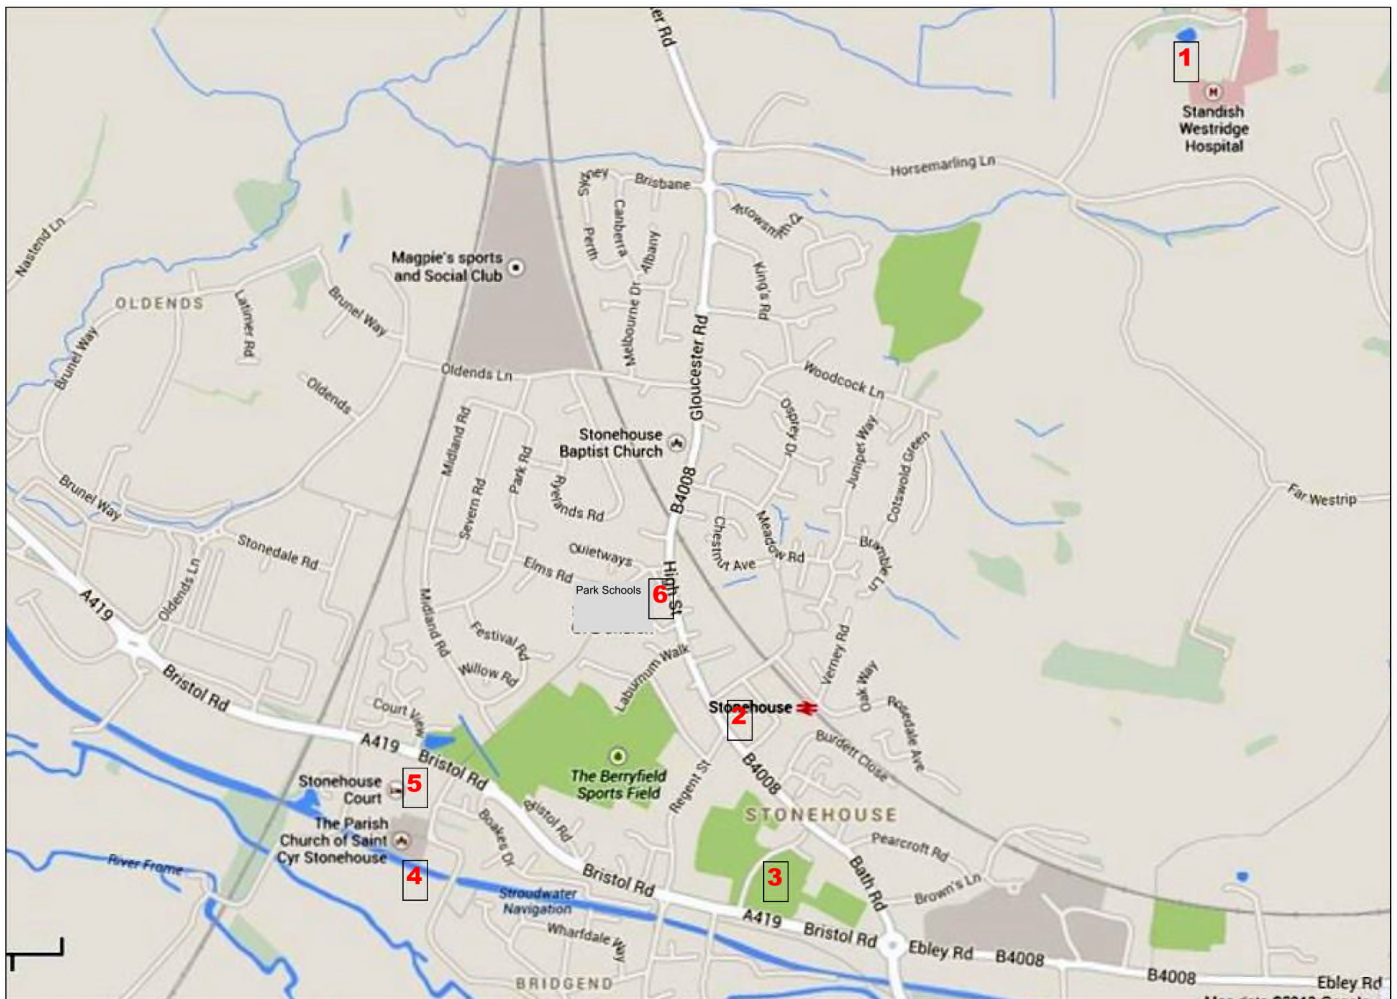 er Rd
1
Standish
Westridge
Hospital
H
Horsemarling Ln
Brisbane
Sydney
Canberra
Perth
Albany
Arrowsmith Dr
Nastend Ln
Magpie's sports
and Social Club
King's Rd
OLDENDS
Latimer Rd
Brunel Way
Melbourne Dr
Gloucester Rd
Brunel Way
Oldends Ln
Oldends
Woodcock Ln
Osprey Dr
Midland Rd
Juniper Way
Cotswold Green
Stonehouse
Baptist Church
Park Rd
B4008
Severn Rd
Ryelands Rd
Brunel Way
Far Westrip
Chestnut Ave
Meadow Rd
Bramble Ln
Stonedale Rd
Quietways
Elms Rd
High St
Park Schools
6
Oldends Ln
A419
Midland Rd
Festival Rd
Verney Rd
Laburnum Walk
Willow Rd
Oak Way
Rosedale Ave
Bristol Rd
Court View
Stonehouse
2
A419
Bristol Rd
Burdett Close
The Berryfield
Sports Field
B4008
Regent St
Stonehouse
Court
5
Bristol Rd
STONEHOUSE
The Parish
Church of Saint
Cyr Stonehouse
Boakes Dr
Pearcroft Rd
River Frome
4
3
Bristol Rd
Bath Rd
Brown's Ln
Stroudwater
Navigation
A419
Bristol Rd
Wharfdale Way
Ebley Rd
B4008
B4008
Ebley Rd
BRIDGEND